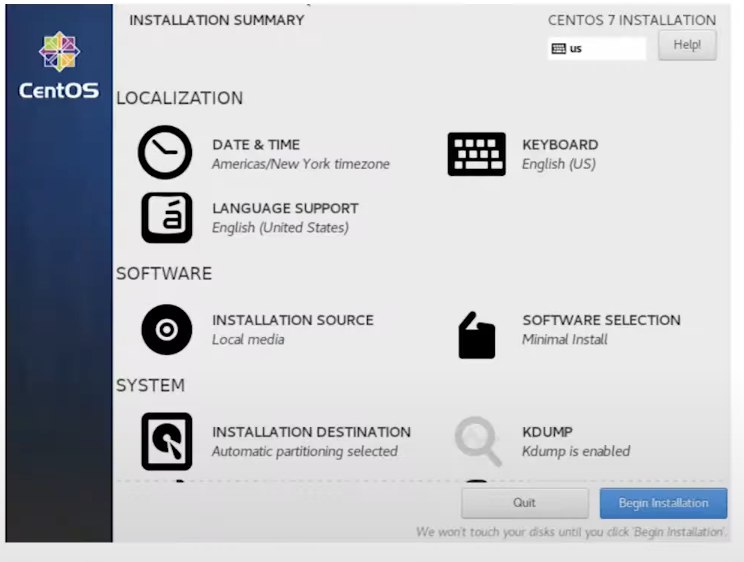 INSTALLATION SUMMARY
CENTOS 7 INSTALLATION
us
Help!
CentOS
LOCALIZATION
DATE & TIME
Americas/New York timezone
KEYBOARD
English (US)
á
LANGUAGE SUPPORT
English (United States)
SOFTWARE
INSTALLATION SOURCE
Local media
SOFTWARE SELECTION
Minimal Install
SYSTEM
INSTALLATION DESTINATION
Automatic partitioning selected
KDUMP
Kdump is enabled
Quit
Begin Installation
We won't touch your disks until you click 'Begin Installation'.